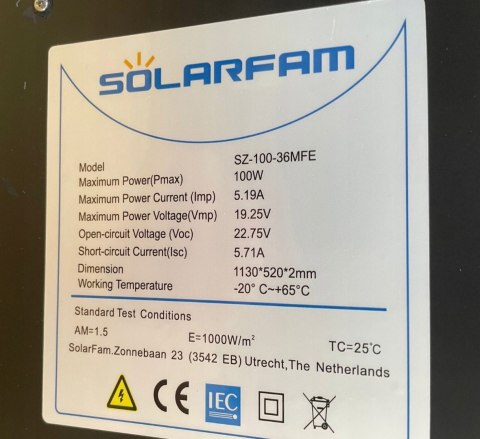 SOLARFAM
Model SZ-100-36MFE
Maximum Power(Pmax) 100W
Maximum Power Current (Imp) 5.19A
Maximum Power Voltage(Vmp) 19.25V
Open-circuit Voltage (Voc) 22.75V
Short-circuit Current(Isc) 5.71A
Dimension 1130*520*2mm
Working Temperature -20° C~+65°C
Standard Test Conditions
AM=1.5 E=1000W/m² TC=25°C
SolarFam.Zonnebaan 23 (3542 EB) Utrecht,The Netherlands
CE IEC